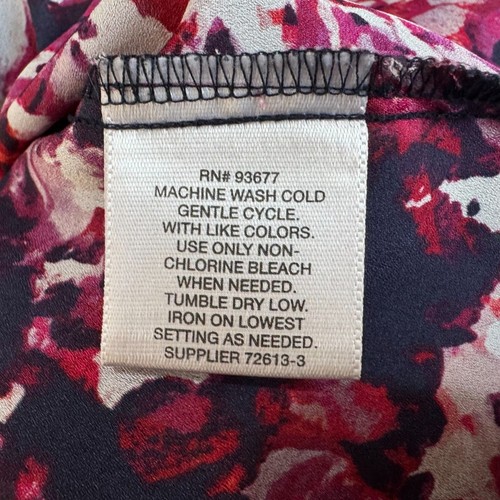 RN# 93677
MACHINE WASH COLD
GENTLE CYCLE.
WITH LIKE COLORS.
USE ONLY NON-
CHLORINE BLEACH
WHEN NEEDED.
TUMBLE DRY LOW.
IRON ON LOWEST
SETTING AS NEEDED.
SUPPLIER 72613-3